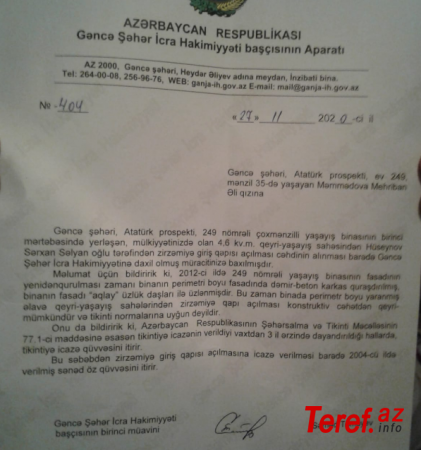 AZƏRBAYCAN RESPUBLİKASI
Gəncə Şəhər İcra Hakimiyyəti başçısının Aparatı
AZ 2000, Gəncə şəhəri, Heydər Əliyev adına meydan, İnzibati bina.
Tel: 264-00-08, 256-96-76, WEB: ganja-ih.gov.az E-mail: mail@ganja-ih.gov.az
№ 404
«27» 11 2020-ci il
Gəncə şəhəri, Atatürk prospekti, ev 249,
mənzil 35-də yaşayan Məmmədova Mehriban
Əli qızına
Gəncə şəhəri, Atatürk prospekti, 249 nömrəli çoxmənzilli yaşayış binasının birinci
mərtəbəsində yerləşən, mülkiyyətinizdə olan 4,6 kv.m. qeyri-yaşayış sahəsindən Hüseynov
Sərxan Səlyan oğlu tərəfindən zirzəmiyə giriş qapısı açılması cəhdinin alınması barədə Gəncə
Şəhər İcra Hakimiyyətinə daxil olmuş müraciətinizə baxılmışdır.
Məlumat üçün bildiririk ki, 2012-ci ildə 249 nömrəli yaşayış binasının fasadının
yenidənqurulması zamanı binanın perimetri boyu fasadında dəmir-beton karkas quraşdırılmış,
binanın fasadı "aqlay" üzlük daşları ilə üzlənmişdir. Bu zaman binada perimetri boyu yaranmış
əlavə qeyri-yaşayış sahələrindən zirzəmiyə qapı açılması konstruktiv cəhətdən qeyri-
mümkündür və tikinti normalarına uyğun deyildir.
Onu da bildiririk ki, Azərbaycan Respublikasının Şəhərsalma və Tikinti Məcəlləsinin
77.1-ci maddəsinə əsasən tikintiyə icazənin verildiyi vaxtdan 3 il ərzində dayandırıldığı hallarda,
tikintiyə icazə qüvvəsini itirir.
Bu səbəbdən zirzəmiyə giriş qapısı açılmasına icazə verilməsi barədə 2004-cü ildə
verilmiş sənəd öz qüvvəsini itirir.
Gəncə Şəhər İcra Hakimiyyəti
başçısının birinci müavini
Teref.az
info